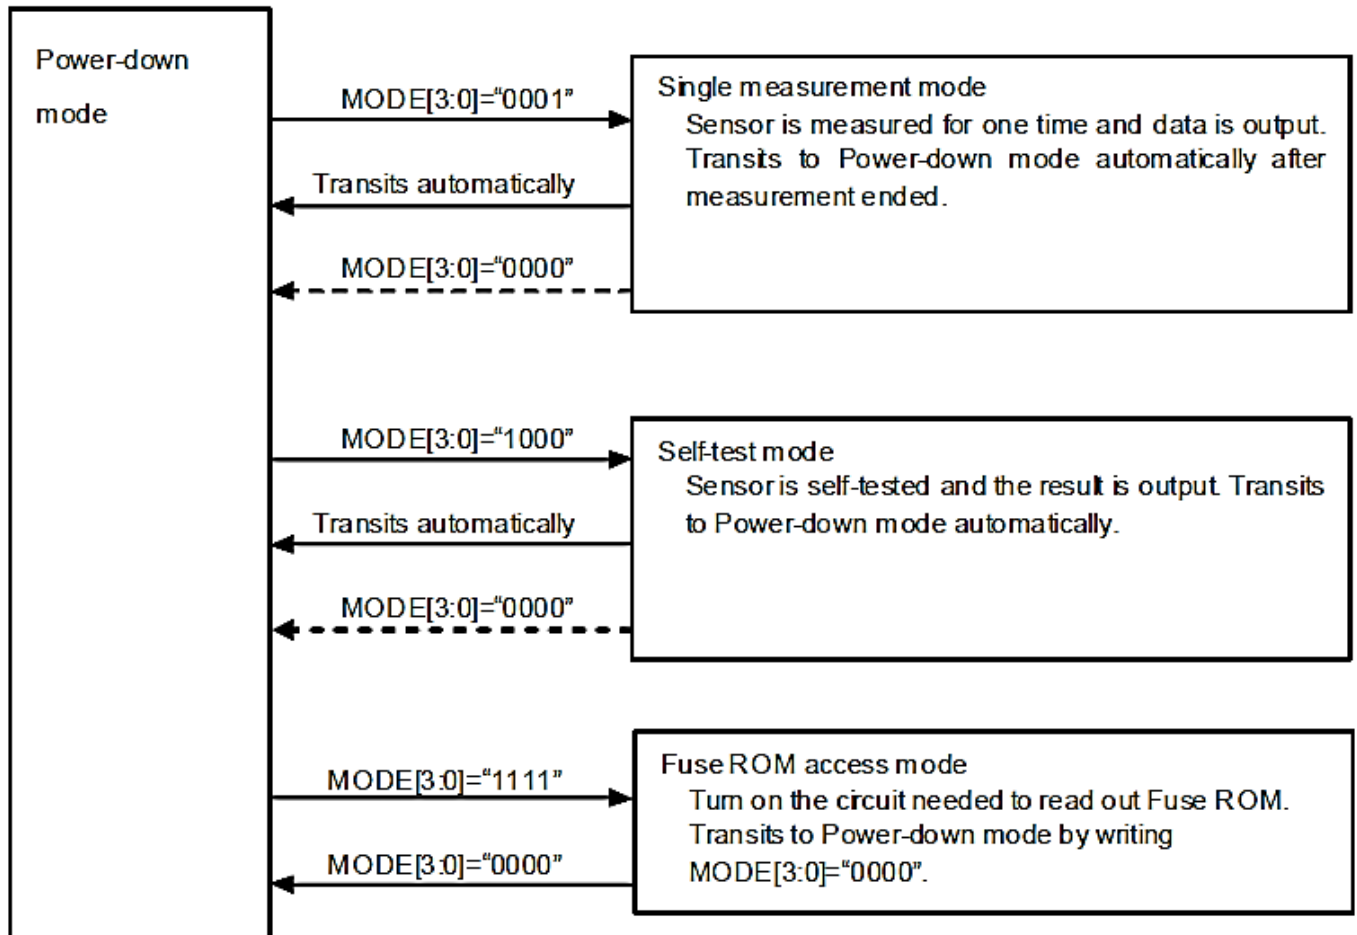 Power-down
mode
MODE[3:0]=“0001”
Transits automatically
MODE[3:0]=“0000”
Single measurement mode
Sensor is measured for one time and data is output.
Transits to Power-down mode automatically after
measurement ended.
MODE[3:0]=“1000”
Transits automatically
MODE[3:0]=“0000”
Self-test mode
Sensor is self-tested and the result is output. Transits
to Power-down mode automatically.
MODE[3:0]=“1111”
MODE[3:0]=“0000”
Fuse ROM access mode
Turn on the circuit needed to read out Fuse ROM.
Transits to Power-down mode by writing
MODE[3:0]=“0000”.